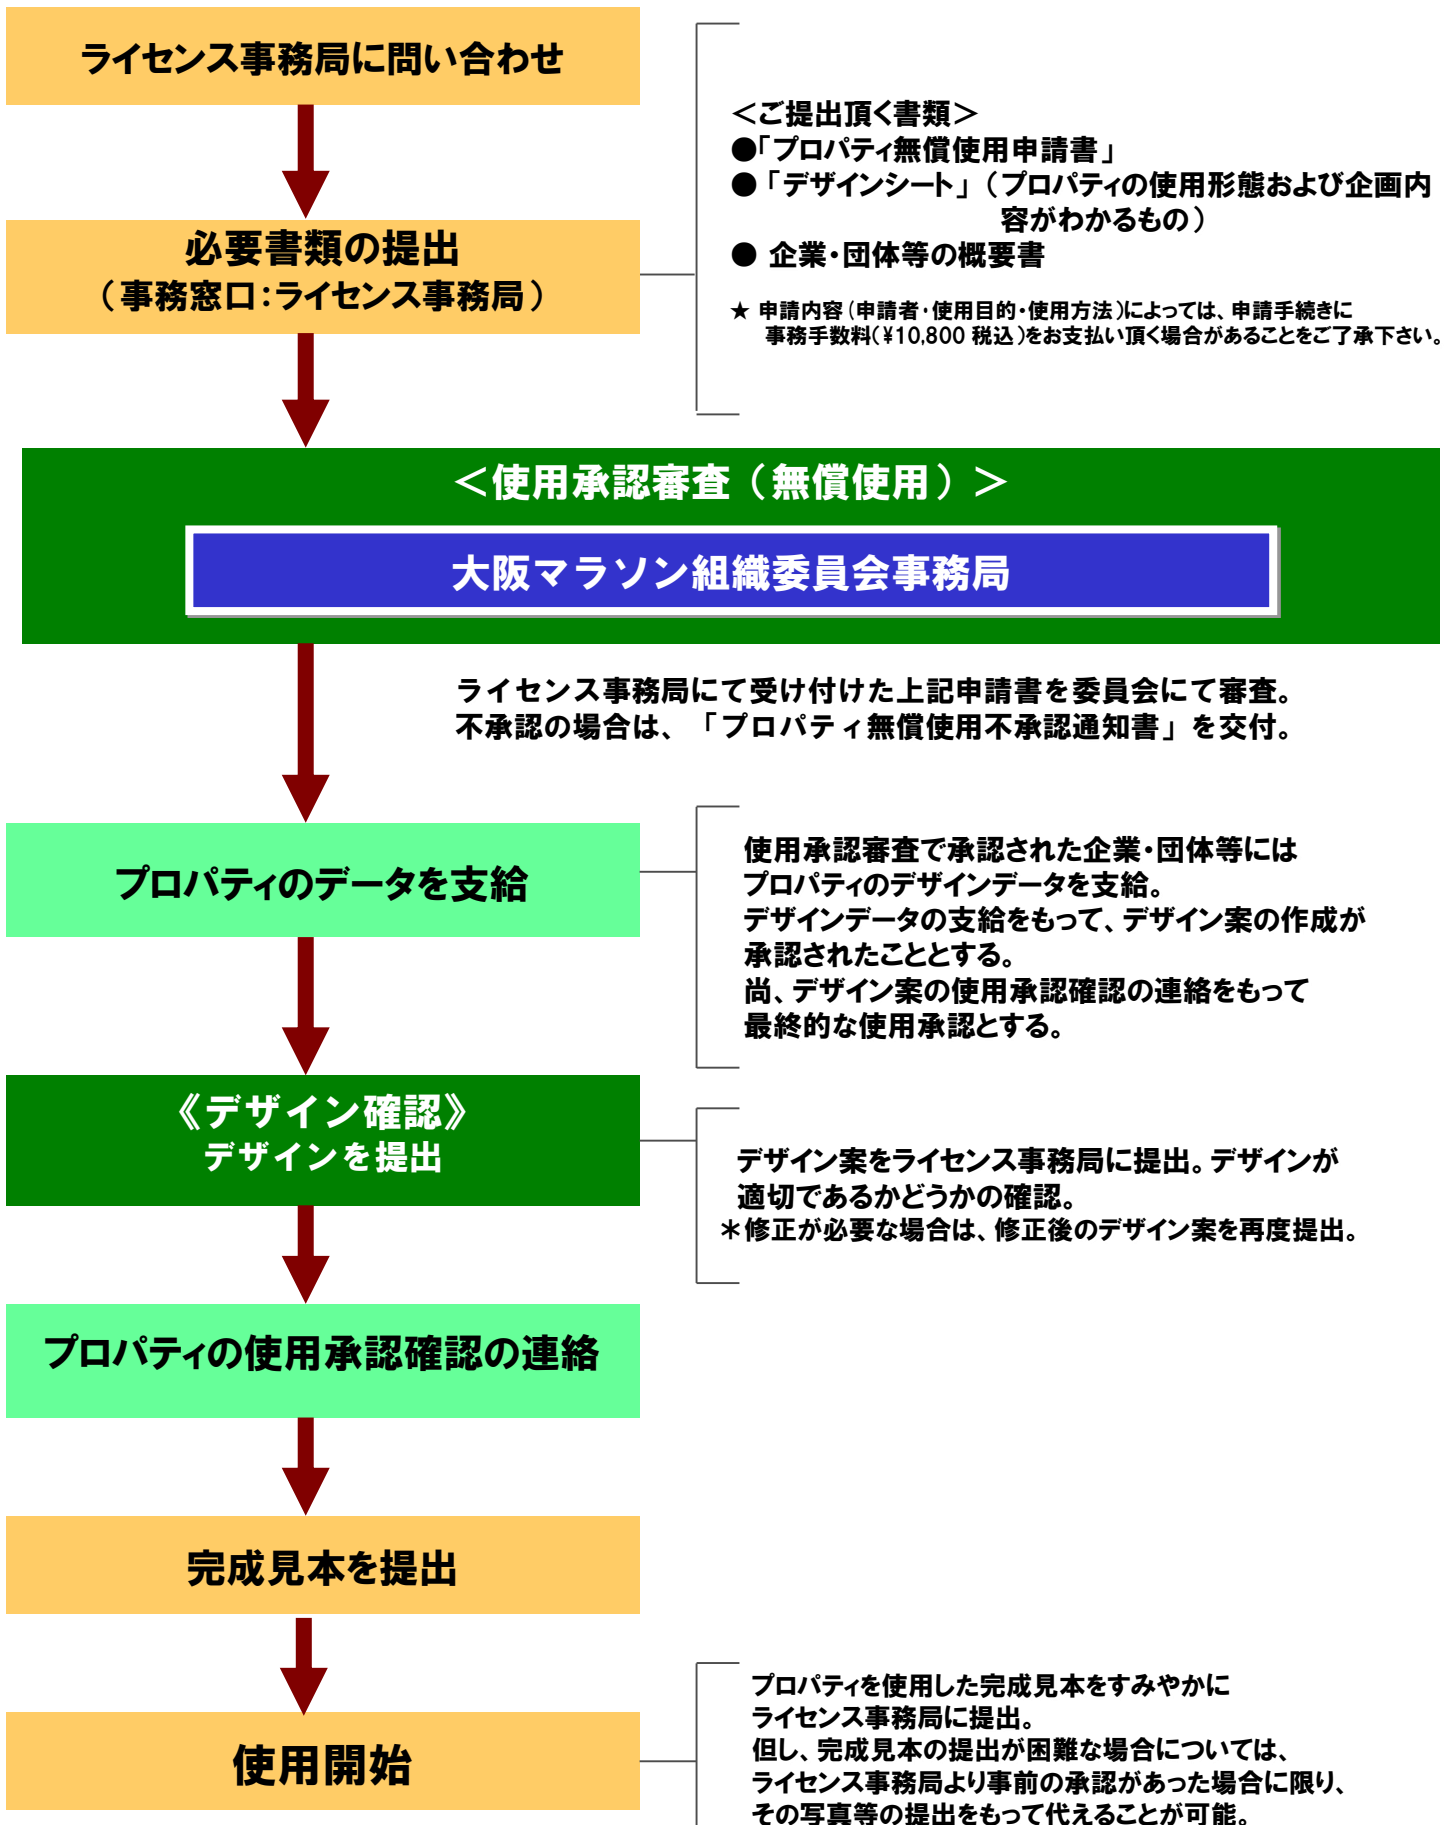 ライセンス事務局に問い合わせ
＜ご提出頂く書類＞
●「プロパティ無償使用申請書」
●「デザインシート」（プロパティの使用形態および企画内
容がわかるもの）
● 企業・団体等の概要書
★ 申請内容（申請者・使用目的・使用方法）によっては、申請手続きに
事務手数料（¥10,800 税込）をお支払い頂く場合があることをご了承下さい。
必要書類の提出
（事務窓口：ライセンス事務局）
＜使用承認審査（無償使用）＞
大阪マラソン組織委員会事務局
ライセンス事務局にて受け付けた上記申請書を委員会にて審査。
不承認の場合は、「プロパティ無償使用不承認通知書」を交付。
プロパティのデータを支給
使用承認審査で承認された企業・団体等には
プロパティのデザインデータを支給。
デザインデータの支給をもって、デザイン案の作成が
承認されたこととする。
尚、デザイン案の使用承認確認の連絡をもって
最終的な使用承認とする。
《デザイン確認》
デザインを提出
デザイン案をライセンス事務局に提出。デザインが
適切であるかどうかの確認。
＊修正が必要な場合は、修正後のデザイン案を再度提出。
プロパティの使用承認確認の連絡
完成見本を提出
使用開始
プロパティを使用した完成見本をすみやかに
ライセンス事務局に提出。
但し、完成見本の提出が困難な場合については、
ライセンス事務局より事前の承認があった場合に限り、
その写真等の提出をもって代えることが可能。